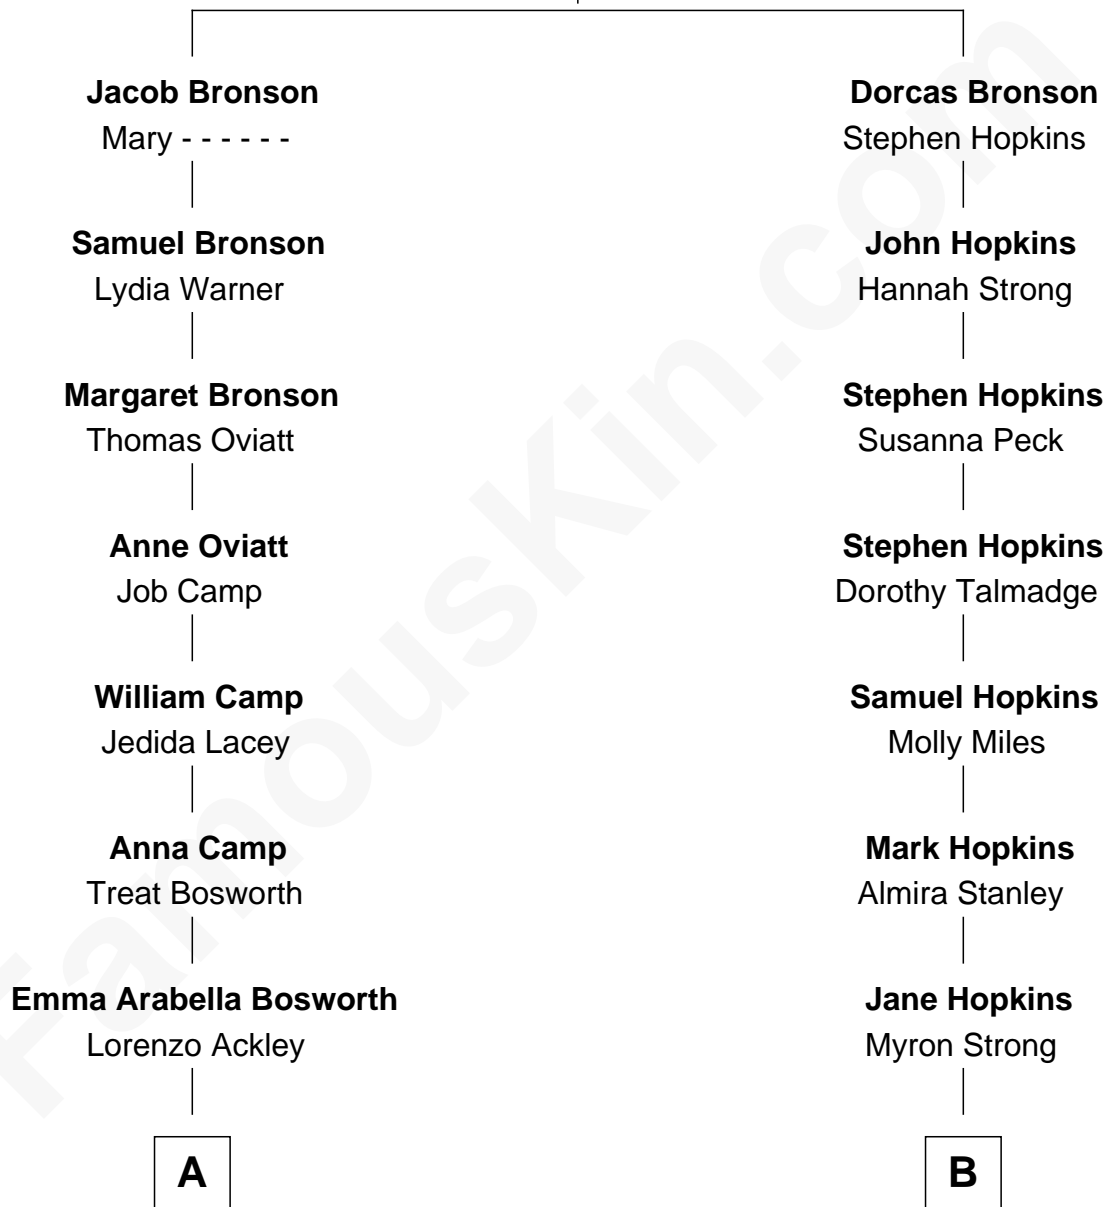 Jacob Bronson
Mary - - - - - -
Samuel Bronson
Lydia Warner
Margaret Bronson
Thomas Oviatt
Anne Oviatt
Job Camp
William Camp
Jedida Lacey
Anna Camp
Treat Bosworth
Emma Arabella Bosworth
Lorenzo Ackley
A
Dorcas Bronson
Stephen Hopkins
John Hopkins
Hannah Strong
Stephen Hopkins
Susanna Peck
Stephen Hopkins
Dorothy Talmadge
Samuel Hopkins
Molly Miles
Mark Hopkins
Almira Stanley
Jane Hopkins
Myron Strong
B
FamousKin.com